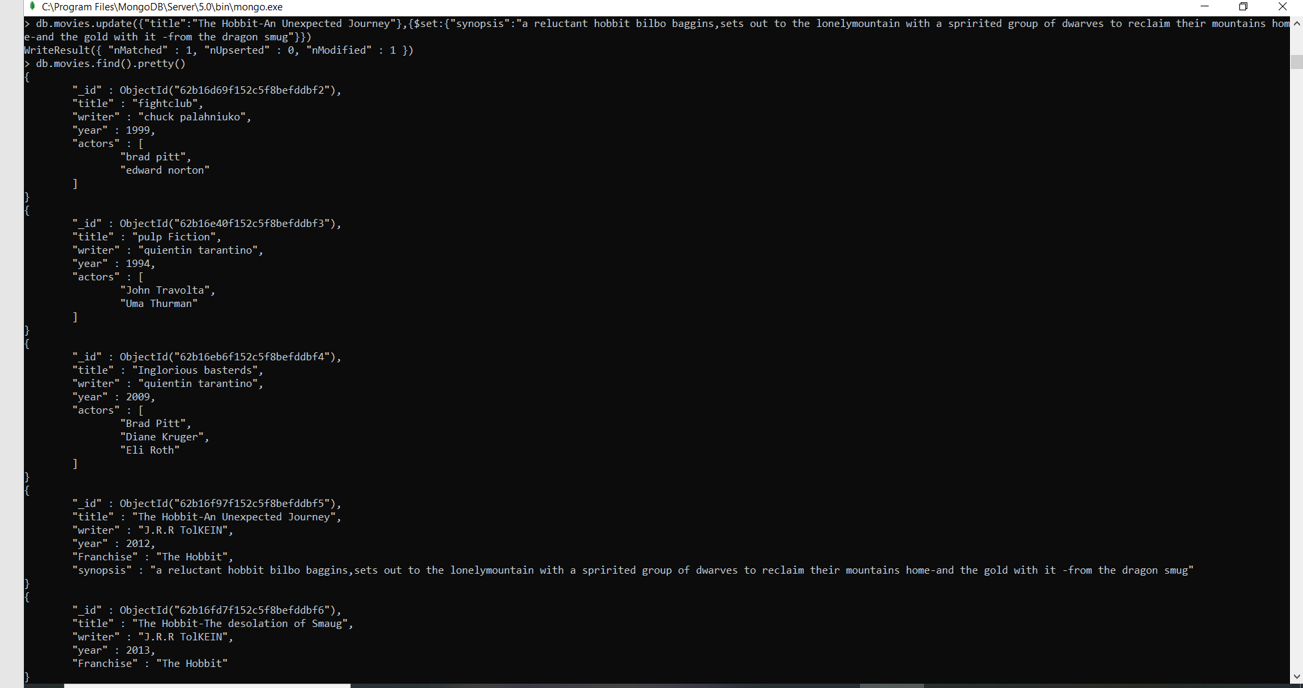 C:\Program Files\MongoDB\Server\5.0\bin\mongo.exe
> db.movies.update({"title":"The Hobbit-An Unexpected Journey"},{$set:{"synopsis":"a reluctant hobbit bilbo baggins,sets out to the lonelymountain with a spririted group of dwarves to reclaim their mountains hom
e-and the gold with it -from the dragon smug"}})
WriteResult({ "nMatched" : 1, "nUpserted" : 0, "nModified" : 1 })
> db.movies.find().pretty()
{
"_id" : ObjectId("62b16d69f152c5f8befddbf2"),
"title" : "fightclub",
"writer" : "chuck palahniuko",
"year" : 1999,
"actors" : [
"brad pitt",
"edward norton"
]
}
{
"_id" : ObjectId("62b16e40f152c5f8befddbf3"),
"title" : "pulp Fiction",
"writer" : "quientin tarantino",
"year" : 1994,
"actors" : [
"John Travolta",
"Uma Thurman"
]
}
{
"_id" : ObjectId("62b16eb6f152c5f8befddbf4"),
"title" : "Inglorious basterds",
"writer" : "quientin tarantino",
"year" : 2009,
"actors" : [
"Brad Pitt",
"Diane Kruger",
"Eli Roth"
]
}
{
"_id" : ObjectId("62b16f97f152c5f8befddbf5"),
"title" : "The Hobbit-An Unexpected Journey",
"writer" : "J.R.R TolKEIN",
"year" : 2012,
"Franchise" : "The Hobbit",
"synopsis" : "a reluctant hobbit bilbo baggins,sets out to the lonelymountain with a spririted group of dwarves to reclaim their mountains home-and the gold with it -from the dragon smug"
}
{
"_id" : ObjectId("62b16fd7f152c5f8befddbf6"),
"title" : "The Hobbit-The desolation of Smaug",
"writer" : "J.R.R TolKEIN",
"year" : 2013,
"Franchise" : "The Hobbit"
}